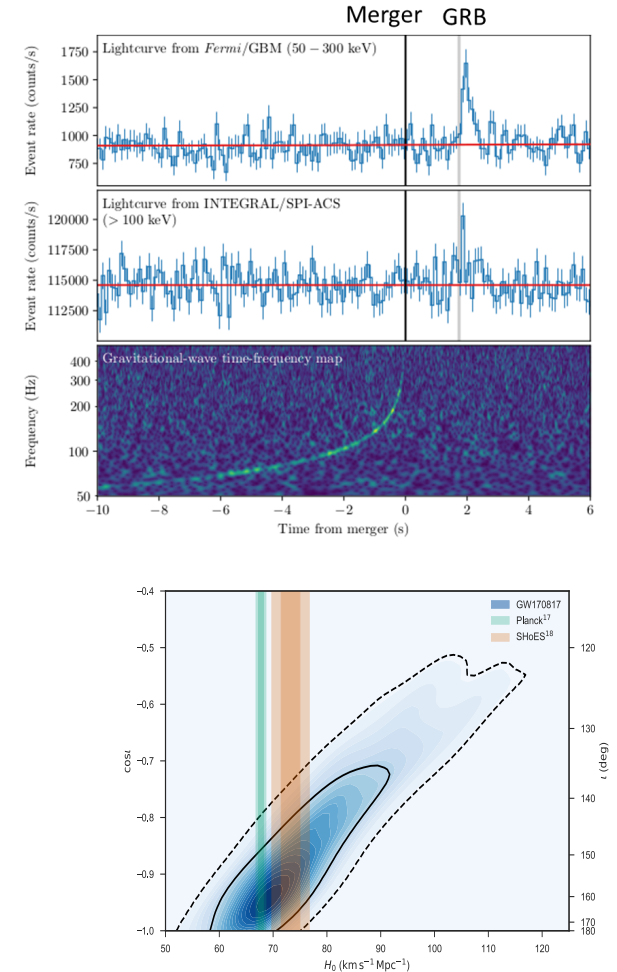 Merger GRB
Lightcurve from Fermi/GBM (50 − 300 keV)
Event rate (counts/s)
1750
1500
1250
1000
750
Lightcurve from INTEGRAL/SPI-ACS
(> 100 keV)
Event rate (counts/s)
120000
117500
115000
112500
Gravitational-wave time-frequency map
Frequency (Hz)
400
300
200
100
50
−10 −8 −6 −4 −2 0 2 4 6
Time from merger (s)
GW170817
Planck17
SHoES18
cosι
−0.4
−0.5
−0.6
−0.7
−0.8
−0.9
−1.0
120
130
140
150
160
170
180
ι (deg)
50 60 70 80 90 100 110 120
H0 (km s−1 Mpc−1)